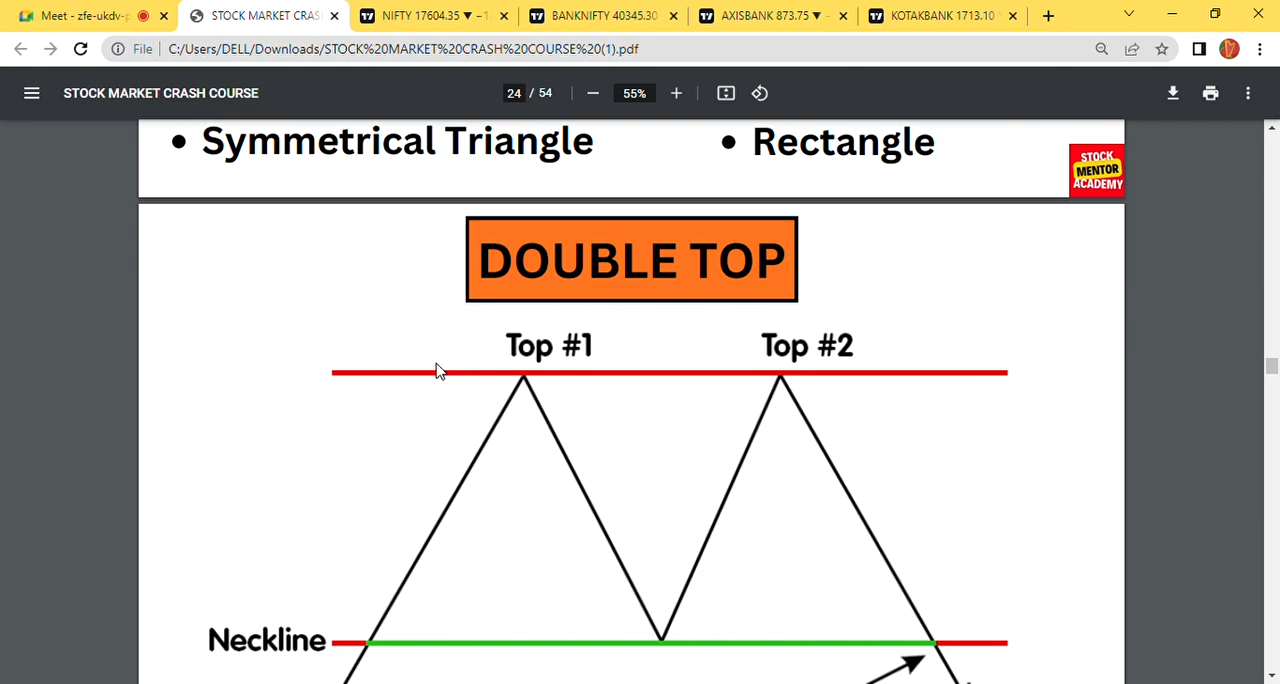 Meet - zfe-ukdv-p
STOCK MARKET CRAS
NIFTY 17604.35 ▼ −1.
BANKNIFTY 40345.30
AXISBANK 873.75 ▼ −
KOTAKBANK 1713.10
File
C:/Users/DELL/Downloads/STOCK%20MARKET%20CRASH%20COURSE%20(1).pdf
STOCK MARKET CRASH COURSE
24 / 54
55%
• Symmetrical Triangle
• Rectangle
STOCK
MENTOR
ACADEMY
DOUBLE TOP
Top #1
Top #2
Neckline